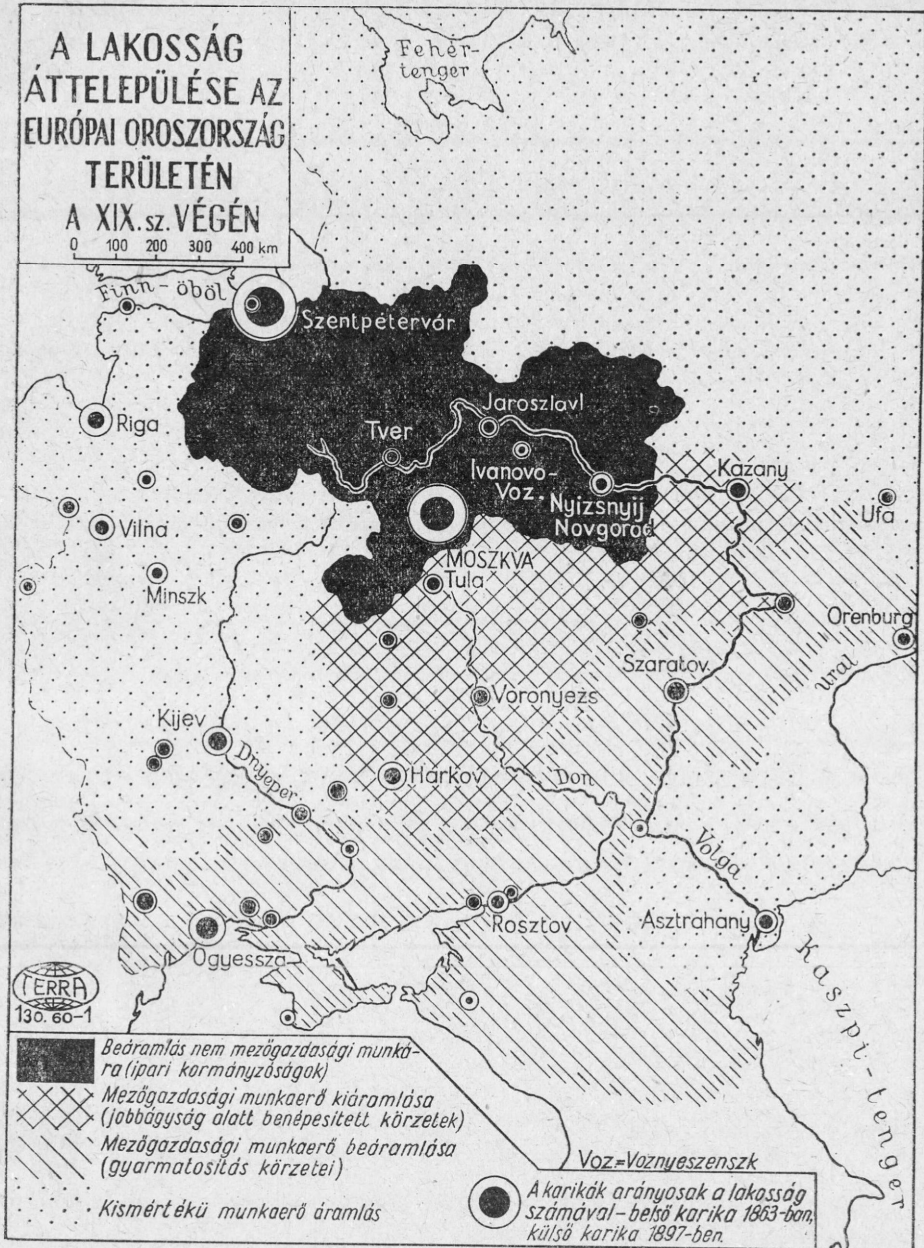 A LAKOSSÁG
ÁTTELEPÜLÉSE AZ
EURÓPAI OROSZORSZÁG
TERÜLETÉN
A XIX. sz. VÉGÉN
0 100 200 300 400 km
Fehér-
tenger
Finn-öböl
Szentpétervár
Riga
Jaroszlavl
Tver
Ivanovo-
Voz.
Nyizsnyij
Novgorod
Kazany
Ufa
Vilna
MOSZKVA
Tula
Minszk
Orenburg
Szaratov
Ural
Voronyezs
Kijev
Dnyeper
Hárkov
Don
Volga
Rosztov
Asztrahány
Ogyessza
Kaszpi-tenger
TERRA
130. 60-1
Beáramlás nem mezőgazdasági munká-
ra (ipari kormányzóságok)
Mezőgazdasági munkaerő kiáramlása
(jobbágyság alatt benépesített körzetek)
Mezőgazdasági munkaerő beáramlása
(gyarmatosítás körzetei)
Kismértékű munkaerő áramlás
Voz.=Voznyeszenszk
A karikák arányosak a lakosság
számával – belső karika 1863-ban,
külső karika 1897-ben.